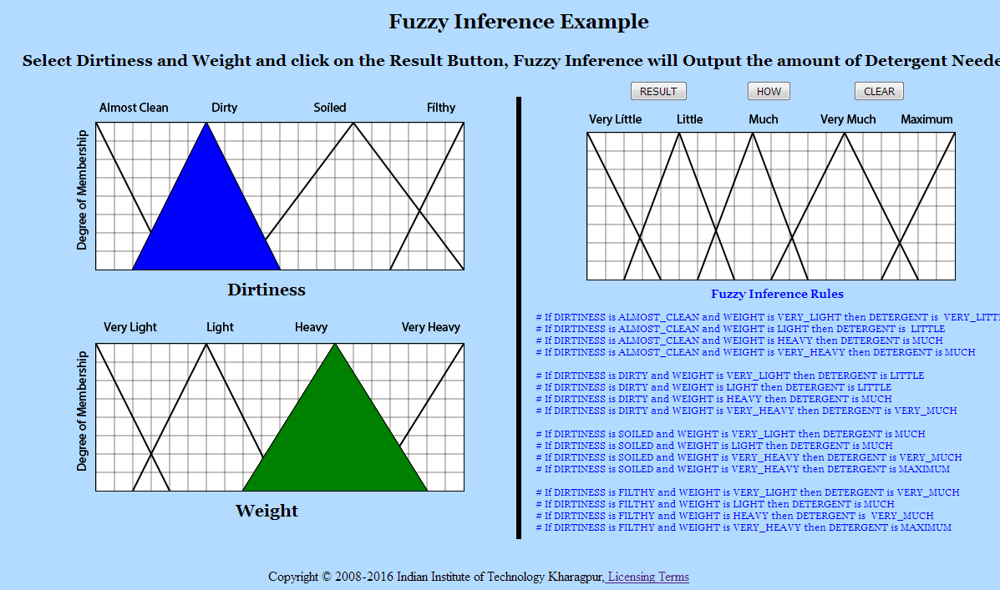 Fuzzy Inference Example
Select Dirtiness and Weight and click on the Result Button, Fuzzy Inference will Output the amount of Detergent Neede
RESULT HOW CLEAR
Almost Clean Dirty Soiled Filthy
Degree of Membership
Dirtiness
Very Light Light Heavy Very Heavy
Degree of Membership
Weight
Very Little Little Much Very Much Maximum
Fuzzy Inference Rules
# If DIRTINESS is ALMOST_CLEAN and WEIGHT is VERY_LIGHT then DETERGENT is VERY_LITT
# If DIRTINESS is ALMOST_CLEAN and WEIGHT is LIGHT then DETERGENT is LITTLE
# If DIRTINESS is ALMOST_CLEAN and WEIGHT is HEAVY then DETERGENT is MUCH
# If DIRTINESS is ALMOST_CLEAN and WEIGHT is VERY_HEAVY then DETERGENT is MUCH
# If DIRTINESS is DIRTY and WEIGHT is VERY_LIGHT then DETERGENT is LITTLE
# If DIRTINESS is DIRTY and WEIGHT is LIGHT then DETERGENT is LITTLE
# If DIRTINESS is DIRTY and WEIGHT is HEAVY then DETERGENT is MUCH
# If DIRTINESS is DIRTY and WEIGHT is VERY_HEAVY then DETERGENT is VERY_MUCH
# If DIRTINESS is SOILED and WEIGHT is VERY_LIGHT then DETERGENT is MUCH
# If DIRTINESS is SOILED and WEIGHT is LIGHT then DETERGENT is MUCH
# If DIRTINESS is SOILED and WEIGHT is VERY_HEAVY then DETERGENT is VERY_MUCH
# If DIRTINESS is SOILED and WEIGHT is VERY_HEAVY then DETERGENT is MAXIMUM
# If DIRTINESS is FILTHY and WEIGHT is VERY_LIGHT then DETERGENT is VERY_MUCH
# If DIRTINESS is FILTHY and WEIGHT is LIGHT then DETERGENT is MUCH
# If DIRTINESS is FILTHY and WEIGHT is HEAVY then DETERGENT is VERY_MUCH
# If DIRTINESS is FILTHY and WEIGHT is VERY_HEAVY then DETERGENT is MAXIMUM
Copyright © 2008-2016 Indian Institute of Technology Kharagpur, Licensing Terms